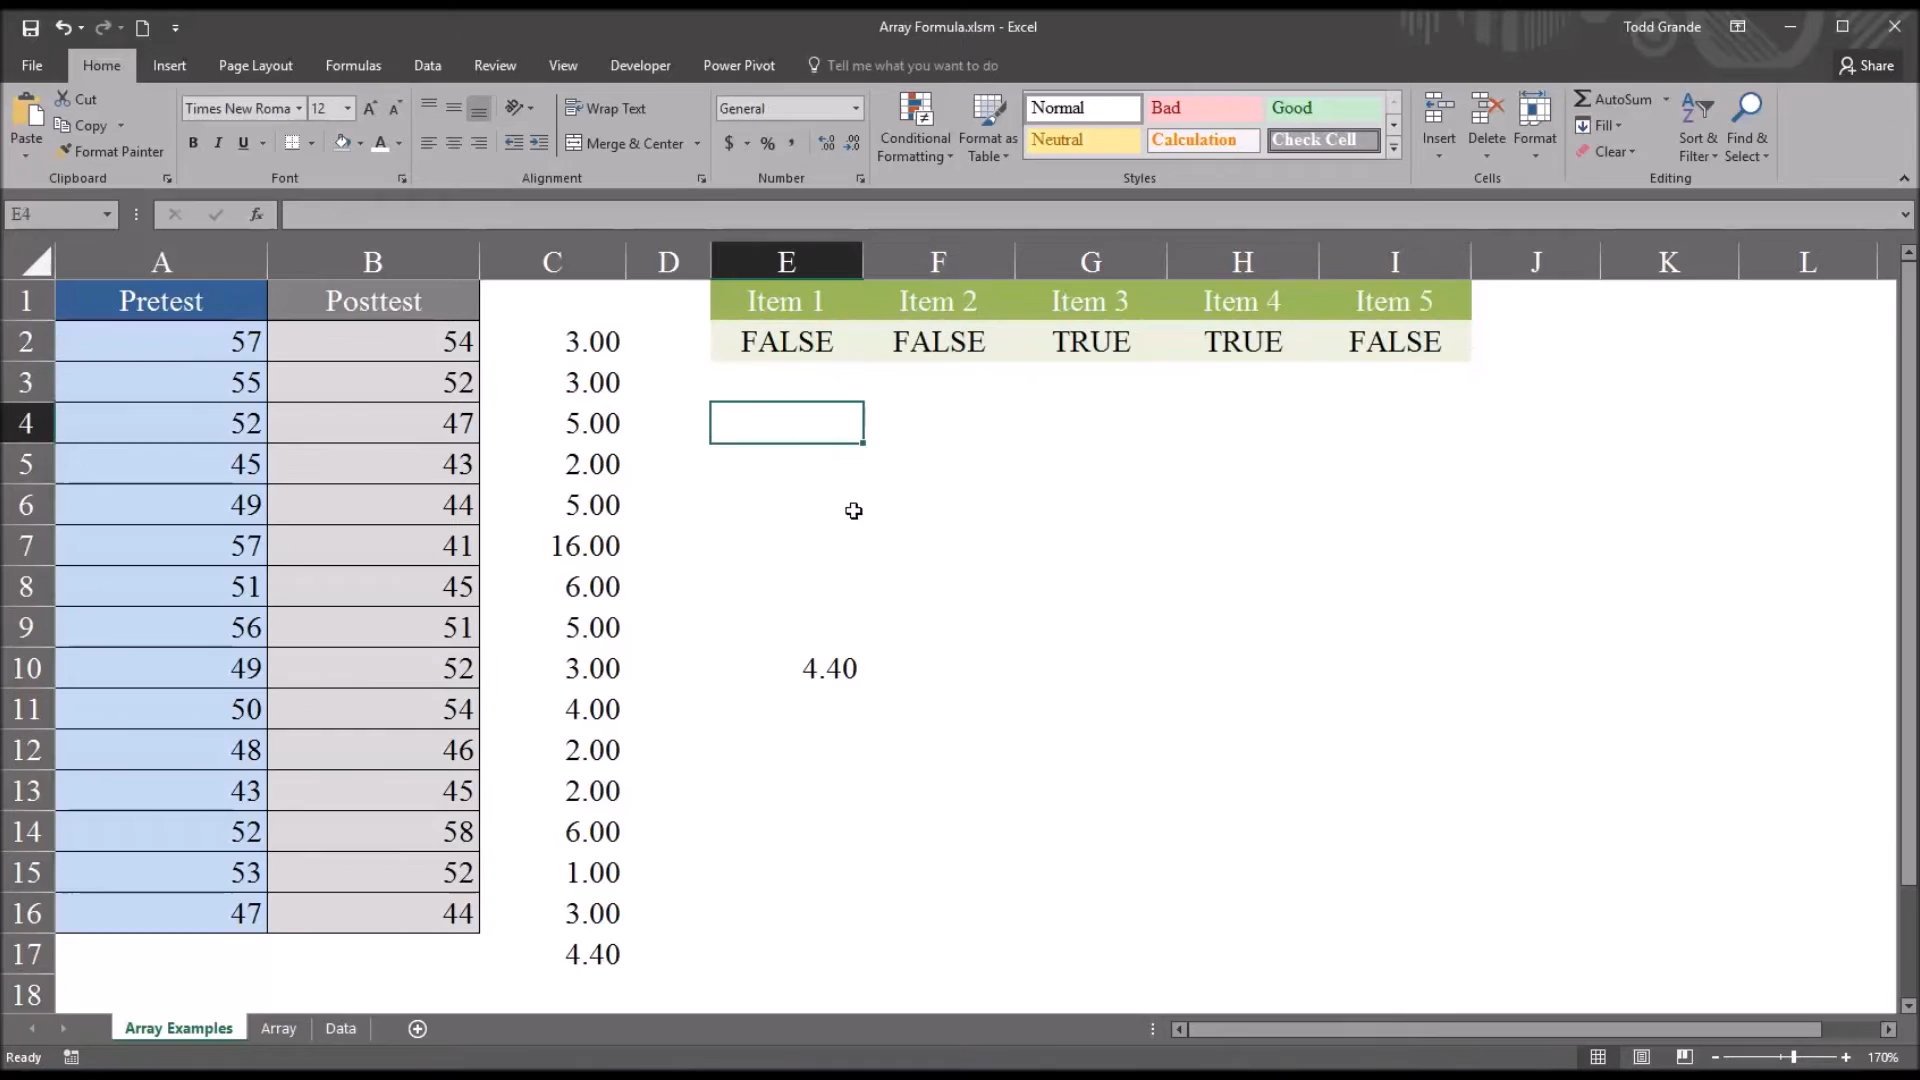 Array Formula.xlsm - Excel
Todd Grande
File Home Insert Page Layout Formulas Data Review View Developer Power Pivot Tell me what you want to do Share
Paste
Cut
Copy
Format Painter
Clipboard
Times New Roma 12
B I U
Font
Wrap Text
Merge & Center
Alignment
General
$ % ,
Number
Conditional Formatting
Format as Table
Normal Bad Good
Neutral Calculation Check Cell
Styles
Insert Delete Format
Cells
AutoSum
Fill
Clear
Sort & Filter
Find & Select
Editing
E4 fx
A B C D E F G H I J K L
1 Pretest Posttest Item 1 Item 2 Item 3 Item 4 Item 5
2 57 54 3.00 FALSE FALSE TRUE TRUE FALSE
3 55 52 3.00
4 52 47 5.00
5 45 43 2.00
6 49 44 5.00
7 57 41 16.00
8 51 45 6.00
9 56 51 5.00
10 49 52 3.00 4.40
11 50 54 4.00
12 48 46 2.00
13 43 45 2.00
14 52 58 6.00
15 53 52 1.00
16 47 44 3.00
17 4.40
18
Array Examples Array Data
Ready 170%